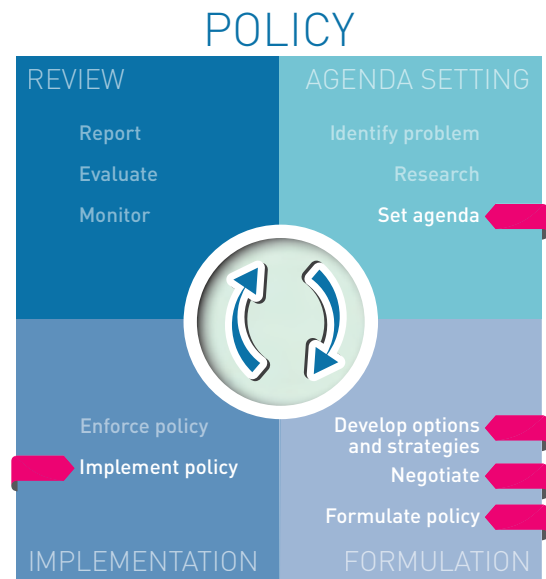 POLICY
REVIEW
Report
Evaluate
Monitor
AGENDA SETTING
Identify problem
Research
Set agenda
Enforce policy
Implement policy
IMPLEMENTATION
Develop options
and strategies
Negotiate
Formulate policy
FORMULATION